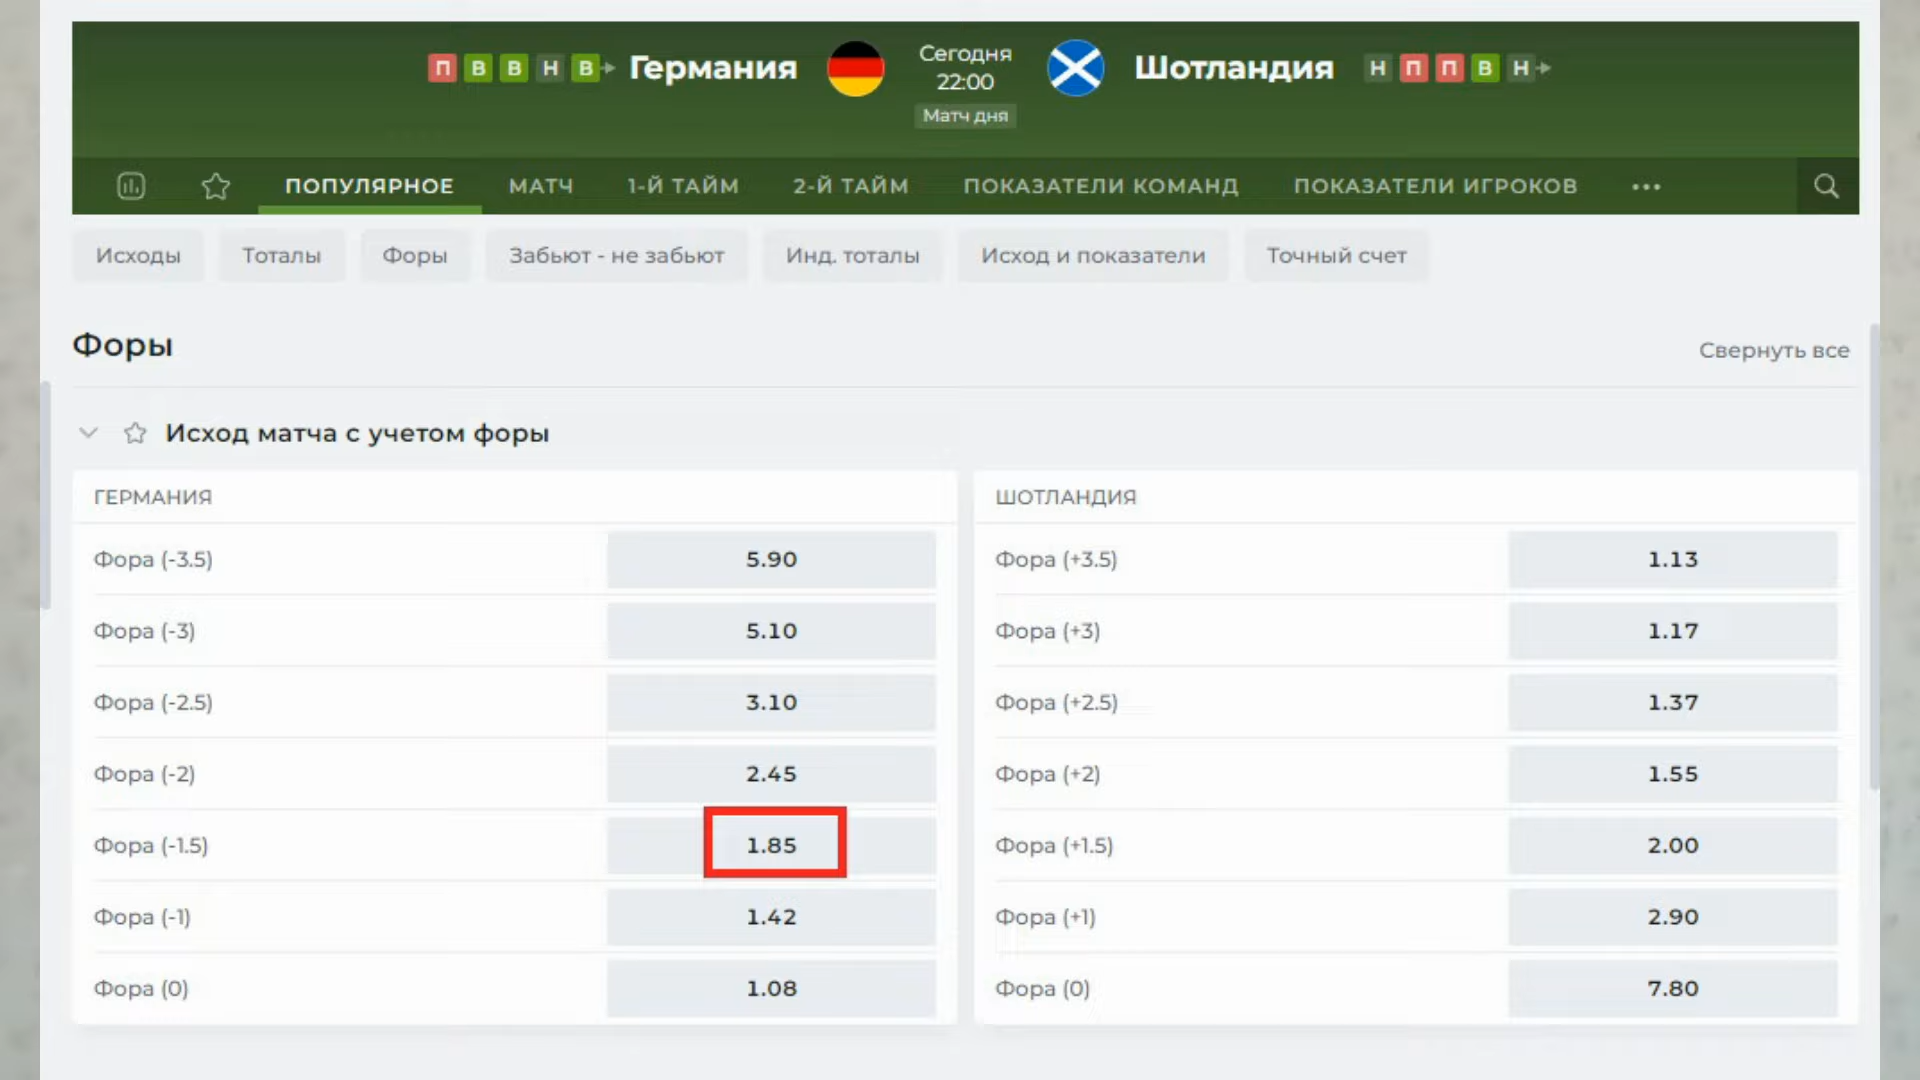 П В В Н В Германия Сегодня Шотландия Н П П В Н
22:00
Матч дня
ПОПУЛЯРНОЕ МАТЧ 1-Й ТАЙМ 2-Й ТАЙМ ПОКАЗАТЕЛИ КОМАНД ПОКАЗАТЕЛИ ИГРОКОВ •••
Исходы Тоталы Форы Забьют - не забьют Инд. тоталы Исход и показатели Точный счет
Форы Свернуть все
Исход матча с учетом форы
ГЕРМАНИЯ ШОТЛАНДИЯ
Фора (-3.5) 5.90 Фора (+3.5) 1.13
Фора (-3) 5.10 Фора (+3) 1.17
Фора (-2.5) 3.10 Фора (+2.5) 1.37
Фора (-2) 2.45 Фора (+2) 1.55
Фора (-1.5) 1.85 Фора (+1.5) 2.00
Фора (-1) 1.42 Фора (+1) 2.90
Фора (0) 1.08 Фора (0) 7.80